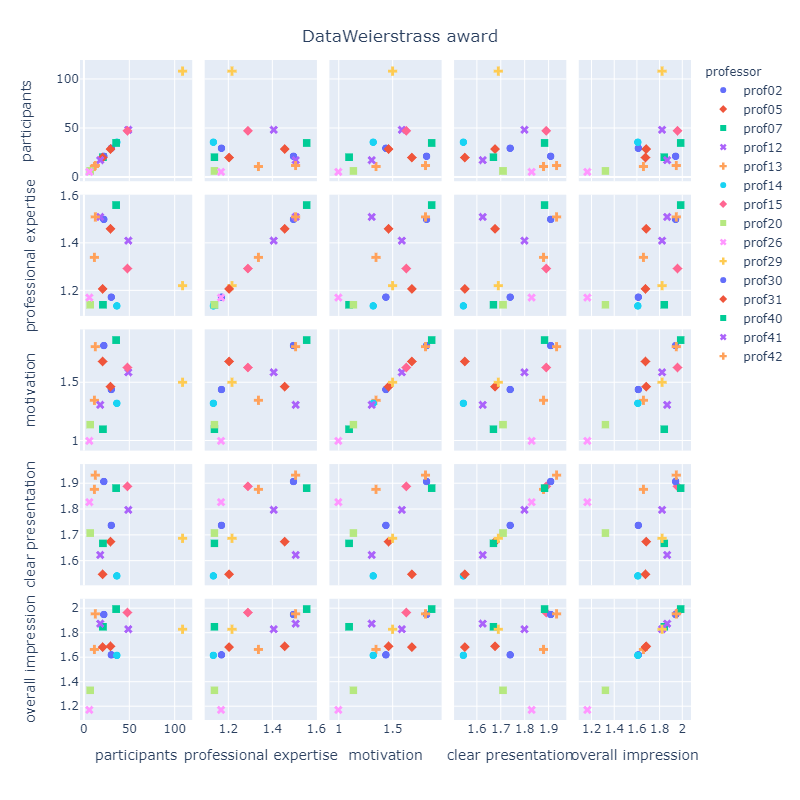 DataWeierstrass award
professor
prof02
prof05
prof07
prof12
prof13
prof14
prof15
prof20
prof26
prof29
prof30
prof31
prof40
prof41
prof42
participants
100
50
0
professional expertise
1.6
1.4
1.2
motivation
1.5
1
clear presentation
1.9
1.8
1.7
1.6
overall impression
2
1.8
1.6
1.4
1.2
0 50 100
1.2 1.4 1.6
1 1.5
1.6 1.7 1.8 1.9
1.2 1.4 1.6 1.8 2
participants professional expertise motivation clear presentation overall impression